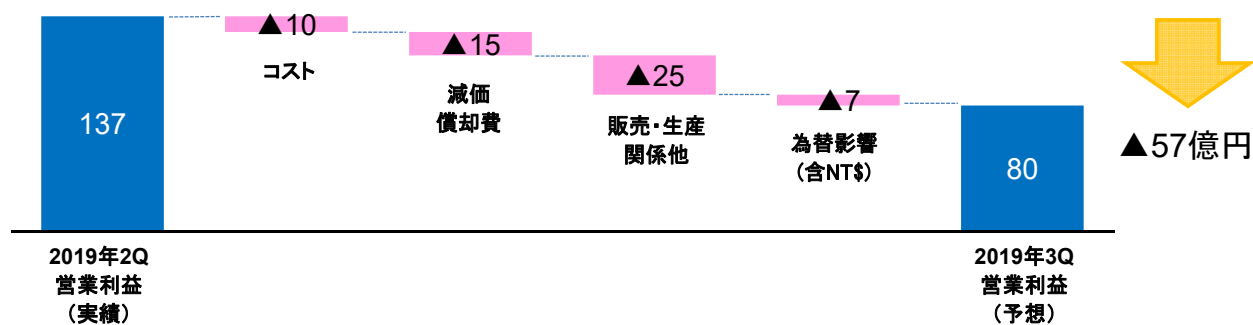 ▲10
コスト
▲15
減価
償却費
▲25
販売・生産
関係他
▲7
為替影響
（含NT$）
137
80
▲57億円
2019年2Q
営業利益
（実績）
2019年3Q
営業利益
（予想）